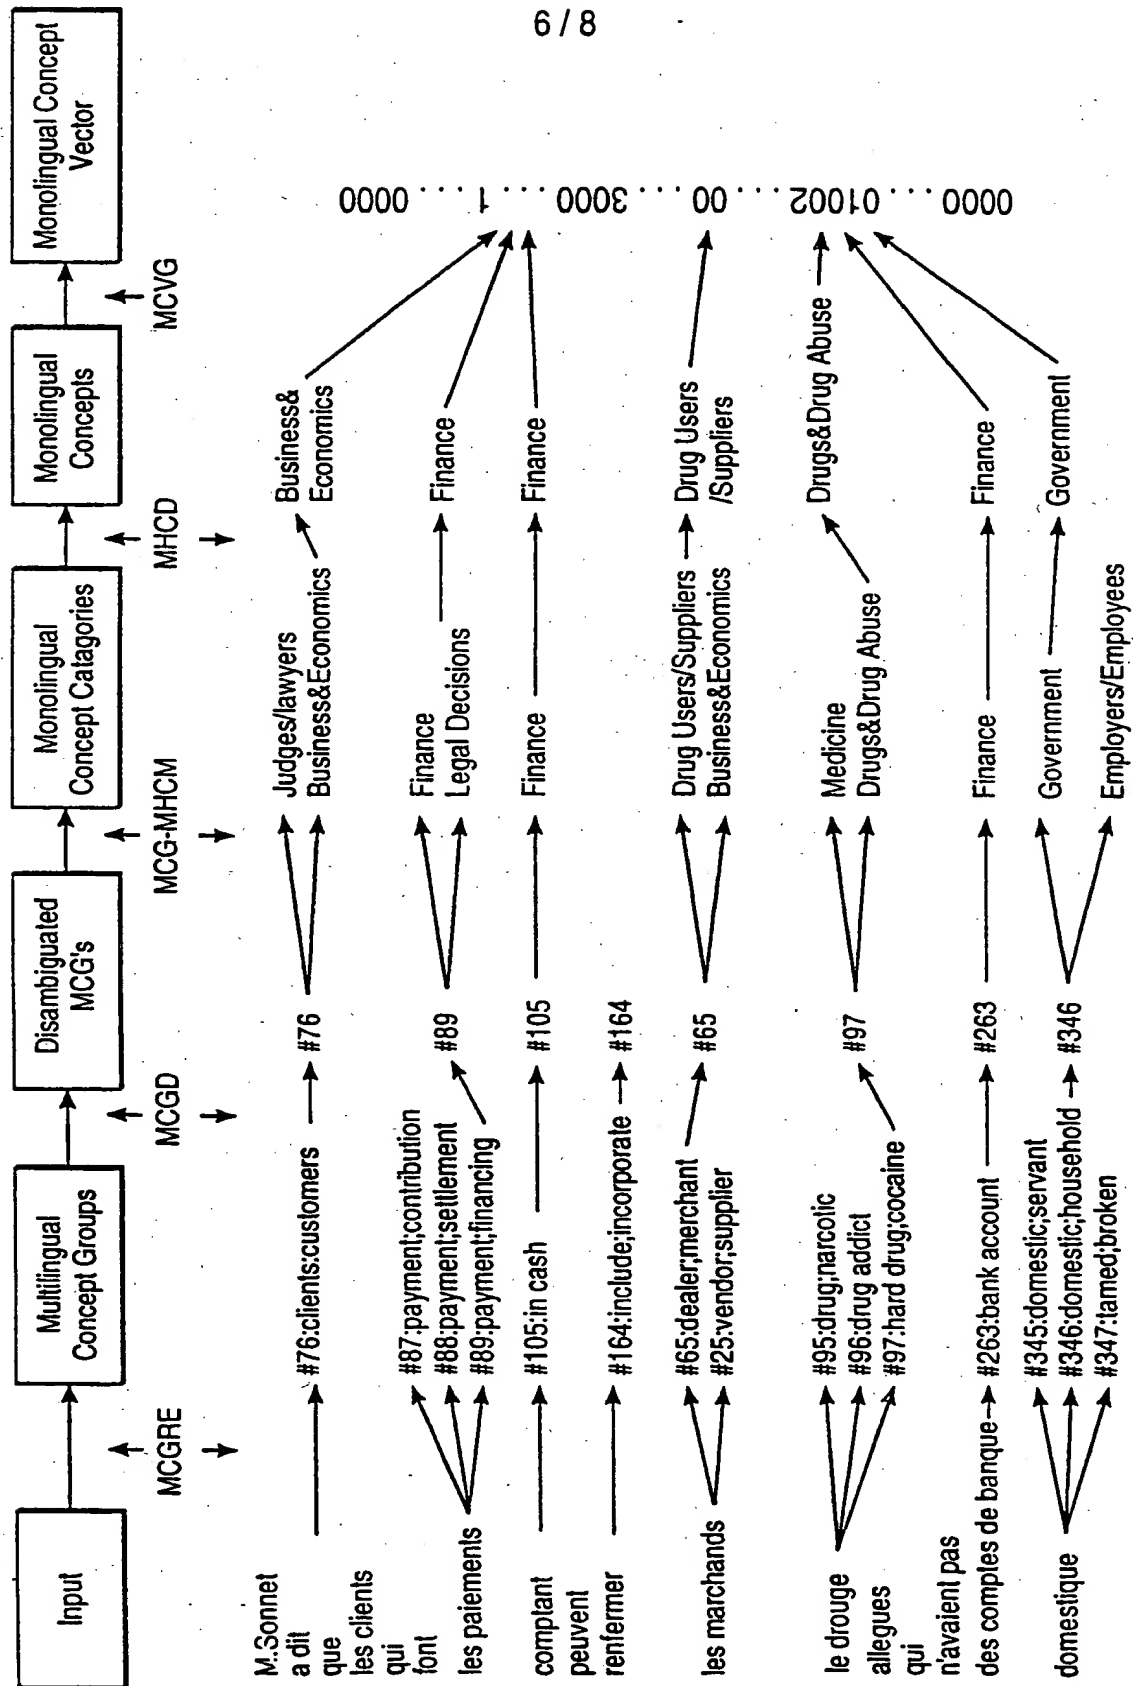 8 / 9
Input
Multilingual
Concept Groups
Disambiguated
MCG's
Monolingual
Concept Catagories
Monolingual
Concepts
Monolingual Concept
Vector
MCGRE
MCGD
MCG-MHCM
MHCD
MCVG
M.Sonnet
a dit
que
les clients
qui
font
#76:clients:customers
#76
Judges/lawyers
Business&Economics
Business&
Economics
les paiements
#87:payment;contribution
#88:payment;settlement
#89:payment;financing
#89
Finance
Legal Decisions
Finance
comptant
peuvent
renfermer
#105:in cash
#105
Finance
Finance
#164:include;incorporate
#164
les marchands
#65:dealer;merchant
#25:vendor;supplier
#65
Drug Users/Suppliers
Business&Economics
Drug Users
/Suppliers
le drouge
allegues
qui
n'avaient pas
#95:drug;narcotic
#96:drug addict
#97:hard drug;cocaine
#97
Medicine
Drugs&Drug Abuse
Drugs&Drug Abuse
des comples de banque
#263:bank account
#263
Finance
Finance
domestique
#345:domestic;servant
#346:domestic;household
#347:tamed;broken
#346
Government
Employers/Employees
Government
0000 .... 1 .... 0003 .... 00 .... 01002 .... 0000